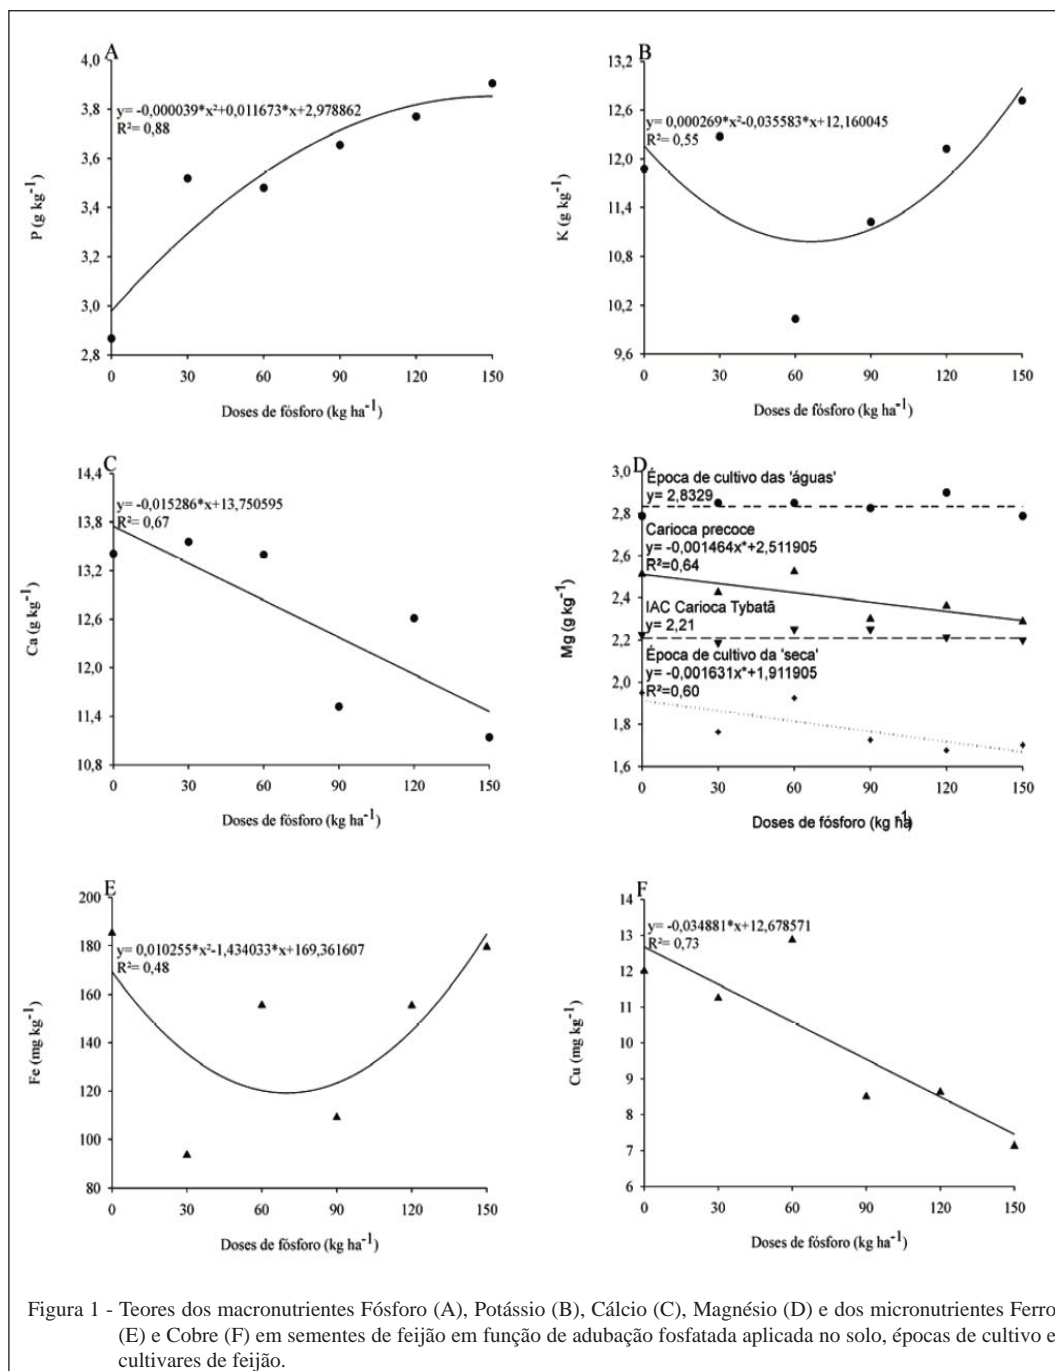 A
4,0
3,8
3,6
3,4
3,2
3,0
2,8
P (g kg-1)
y= -0,000039*x²+0,011673*x+2,978862
R²= 0,88
0 30 60 90 120 150
Doses de fósforo (kg ha-1)
B
13,2
12,6
12,0
11,4
10,8
10,2
9,6
K (g kg-1)
y= 0,000269*x²-0,035583*x+12,160045
R²= 0,55
0 30 60 90 120 150
Doses de fósforo (kg ha-1)
C
14,4
13,8
13,2
12,6
12,0
11,4
10,8
Ca (g kg-1)
y= -0,015286*x+13,750595
R²= 0,67
0 30 60 90 120 150
Doses de fósforo (kg ha-1)
D
3,0
2,8
2,6
2,4
2,2
2,0
1,8
1,6
Mg (g kg-1)
Época de cultivo das 'águas'
y= 2,8329
Carioca precoce
y= -0,001464x*+2,511905
R²=0,64
IAC Carioca Tybatã
y= 2,21
Época de cultivo da 'seca'
y= -0,001631x*+1,911905
R²=0,60
0 30 60 90 120 150
Doses de fósforo (kg ha-1)
E
200
180
160
140
120
100
80
Fe (mg kg-1)
y= 0,010255*x²-1,434033*x+169,361607
R²= 0,48
0 30 60 90 120 150
Doses de fósforo (kg ha-1)
F
14
13
12
11
10
9
8
7
6
Cu (mg kg-1)
y= -0,034881*x+12,678571
R²= 0,73
0 30 60 90 120 150
Doses de fósforo (kg ha-1)
Figura 1 - Teores dos macronutrientes Fósforo (A), Potássio (B), Cálcio (C), Magnésio (D) e dos micronutrientes Ferro
(E) e Cobre (F) em sementes de feijão em função de adubação fosfatada aplicada no solo, épocas de cultivo e
cultivares de feijão.